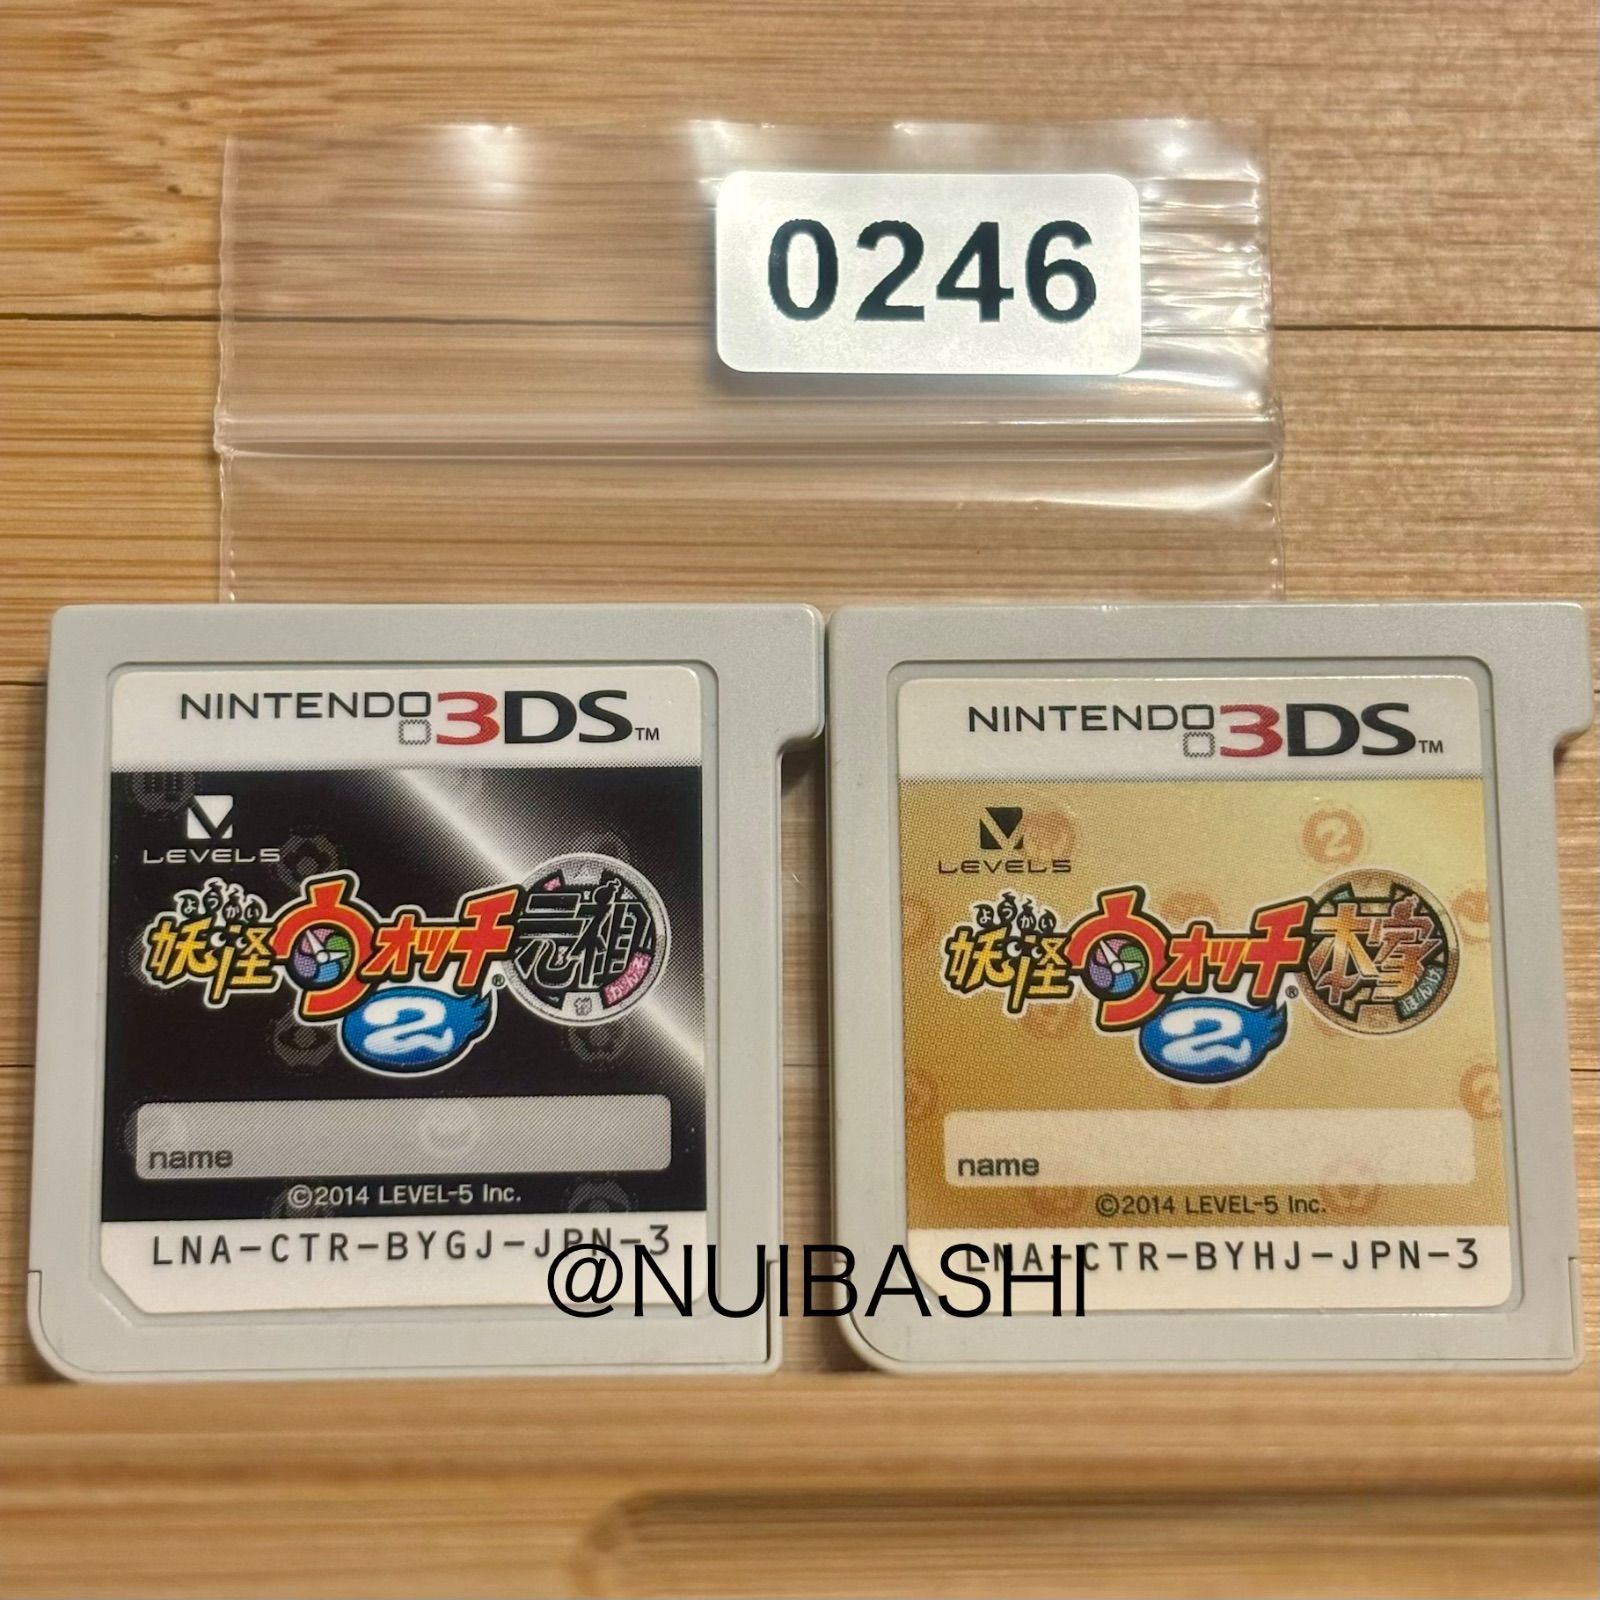 0246
NINTENDO 3DS™
LEVEL5
ようかい
妖怪ウォッチ®
2
元祖
がんそ
name
©2014 LEVEL-5 Inc.
LNA-CTR-BYGJ-JPN-3
NINTENDO 3DS™
LEVEL5
ようかい
妖怪ウォッチ®
2
本家
ほんけ
name
©2014 LEVEL-5 Inc.
LNA-CTR-BYHJ-JPN-3
@NUIBASHI